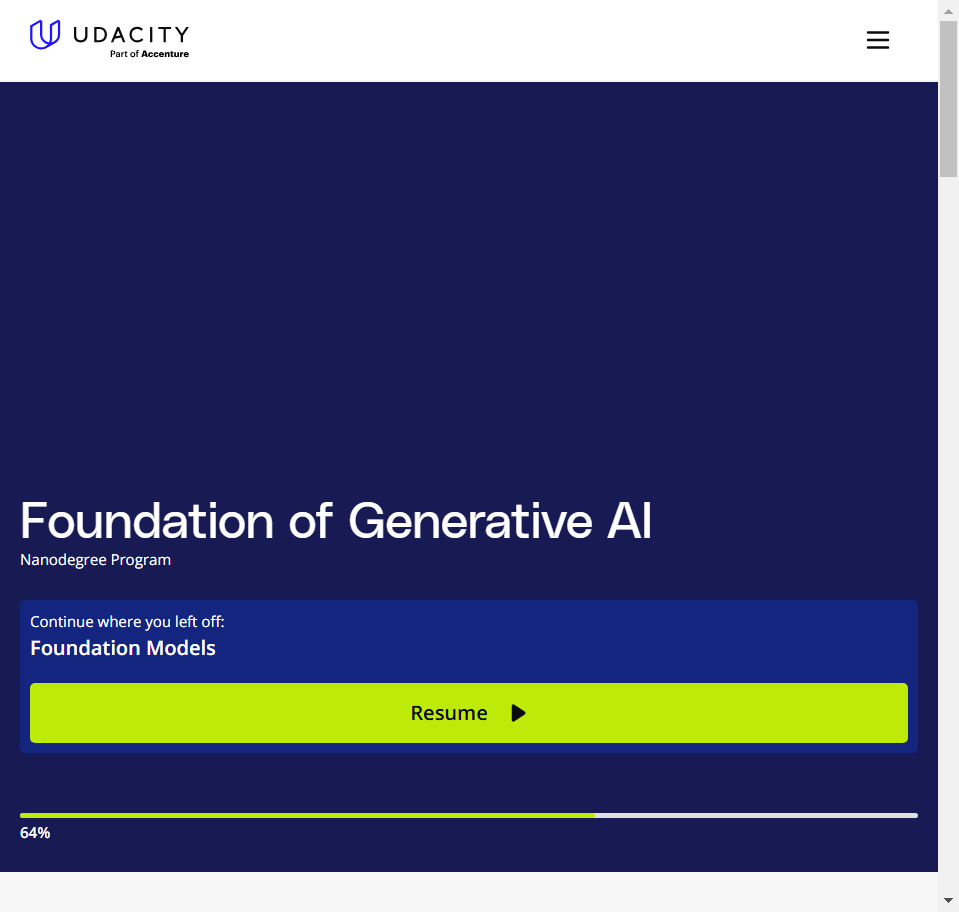 UDACITY
Part of Accenture
Foundation of Generative AI
Nanodegree Program
Continue where you left off:
Foundation Models
Resume
64%